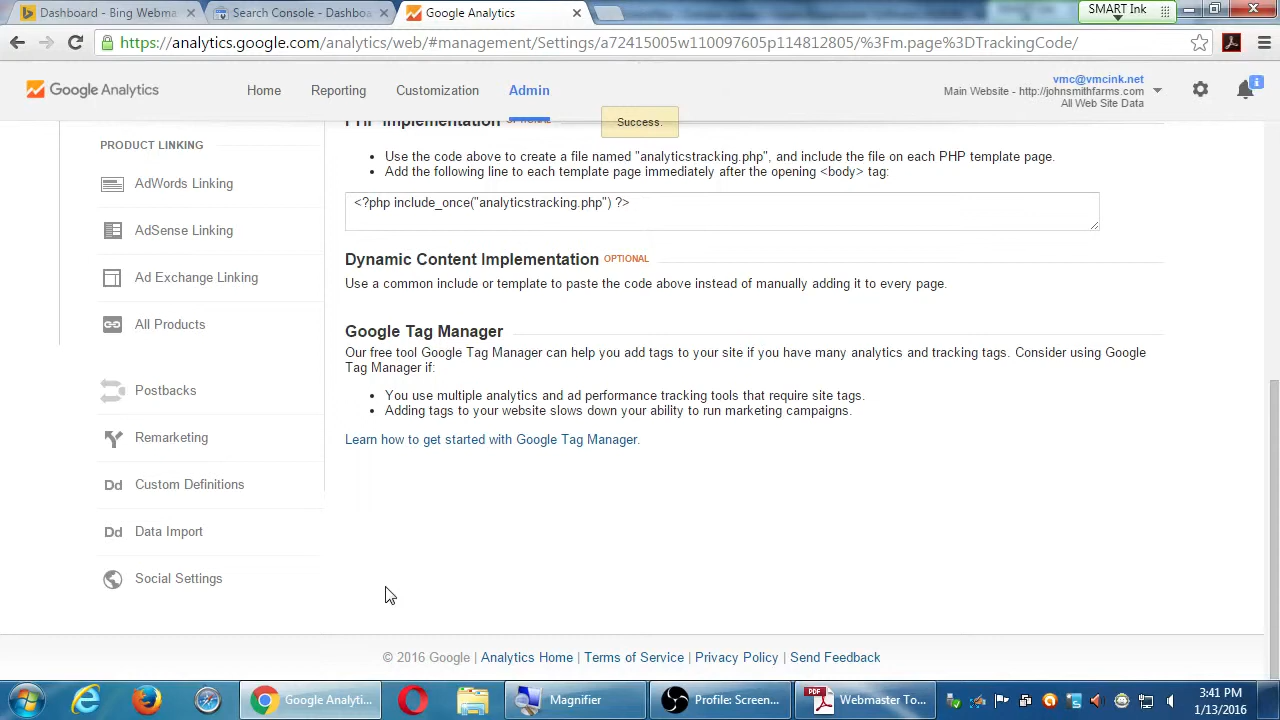 Dashboard - Bing Webma
Search Console - Dashboa
Google Analytics
SMART Ink
https://analytics.google.com/analytics/web/#management/Settings/a72415005w110097605p114812805/%3Fm.page%3DTrackingCode/
Google Analytics
Home
Reporting
Customization
Admin
vmc@vmcink.net
Main Website - http://johnsmithfarms.com
All Web Site Data
Success.
PHP Implementation OPTIONAL
PRODUCT LINKING
AdWords Linking
AdSense Linking
Ad Exchange Linking
All Products
Postbacks
Remarketing
Dd Custom Definitions
Dd Data Import
Social Settings
• Use the code above to create a file named "analyticstracking.php", and include the file on each PHP template page.
• Add the following line to each template page immediately after the opening <body> tag:
<?php include_once("analyticstracking.php") ?>
Dynamic Content Implementation OPTIONAL
Use a common include or template to paste the code above instead of manually adding it to every page.
Google Tag Manager
Our free tool Google Tag Manager can help you add tags to your site if you have many analytics and tracking tags. Consider using Google
Tag Manager if:
• You use multiple analytics and ad performance tracking tools that require site tags.
• Adding tags to your website slows down your ability to run marketing campaigns.
Learn how to get started with Google Tag Manager.
© 2016 Google | Analytics Home | Terms of Service | Privacy Policy | Send Feedback
Google Analyti...
Magnifier
Profile: Screen...
PDF
Webmaster To...
3:41 PM
1/13/2016